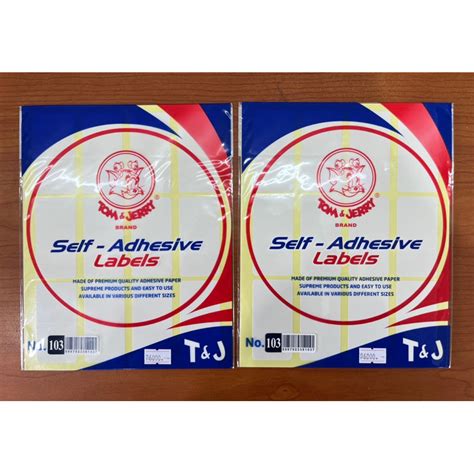 TOM & JERRY
BRAND
Self - Adhesive
Labels
MADE OF PREMIUM QUALITY ADHESIVE PAPER
SUPREME PRODUCTS AND EASY TO USE
AVAILABLE IN VARIOUS DIFFERENT SIZES
No. 103
T & J
TOM & JERRY
BRAND
Self - Adhesive
Labels
MADE OF PREMIUM QUALITY ADHESIVE PAPER
SUPREME PRODUCTS AND EASY TO USE
AVAILABLE IN VARIOUS DIFFERENT SIZES
No. 103
T & J